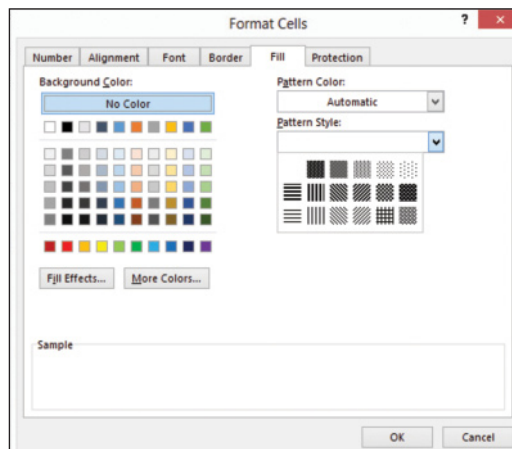 Format Cells
?
Number Alignment Font Border Fill Protection
Background Color:
No Color
Pattern Color:
Automatic
Pattern Style:
Fill Effects...
More Colors...
Sample
OK
Cancel